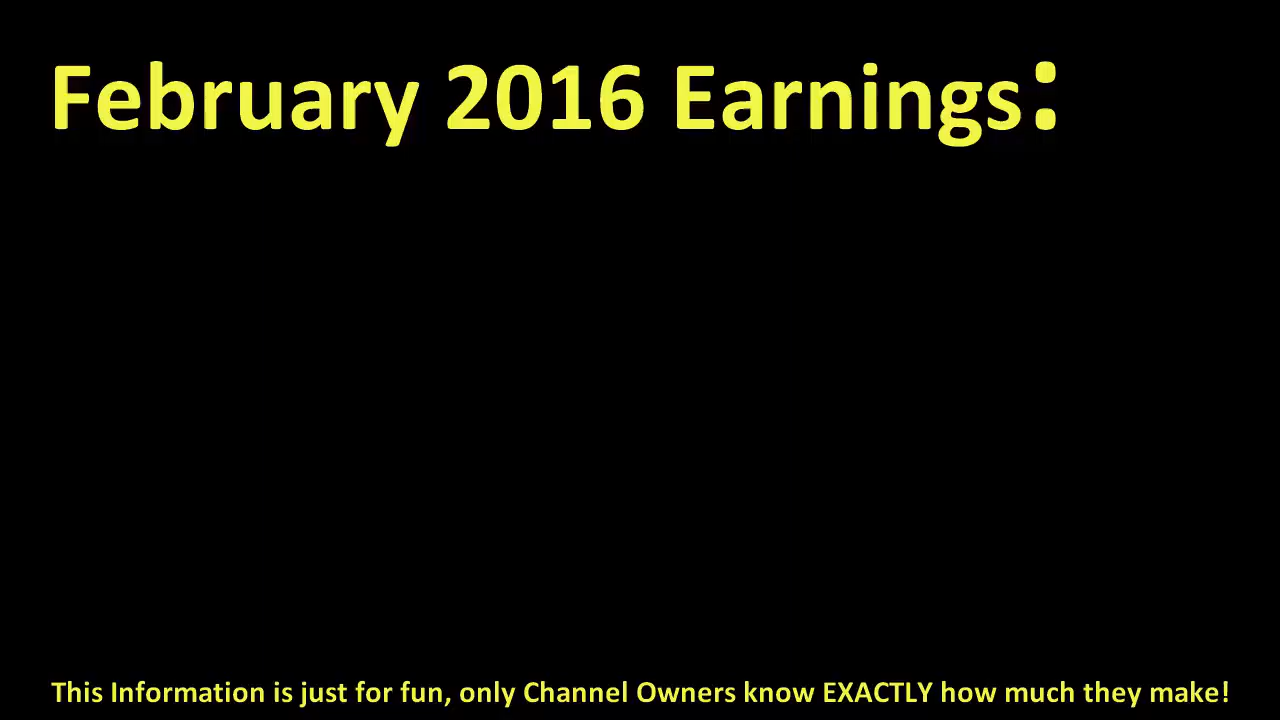 February 2016 Earnings:
This Information is just for fun, only Channel Owners know EXACTLY how much they make!